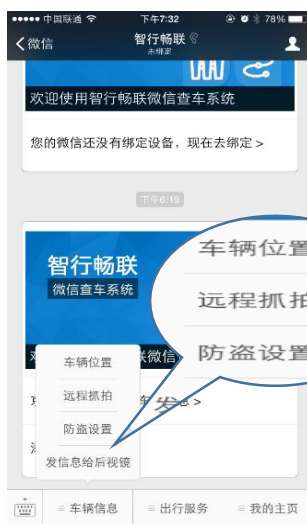 中国联通 下午7:32 78%
微信 智行畅联
未绑定
欢迎使用智行畅联微信查车系统
您的微信还没有绑定设备，现在去绑定 >
下午6:19
智行畅联
微信查车系统
联微信
车辆位置
远程抓拍
防盗设置
发信息给后视镜
车辆位置
远程抓拍
防盗设置
发
息 >
车辆信息 出行服务 我的主页